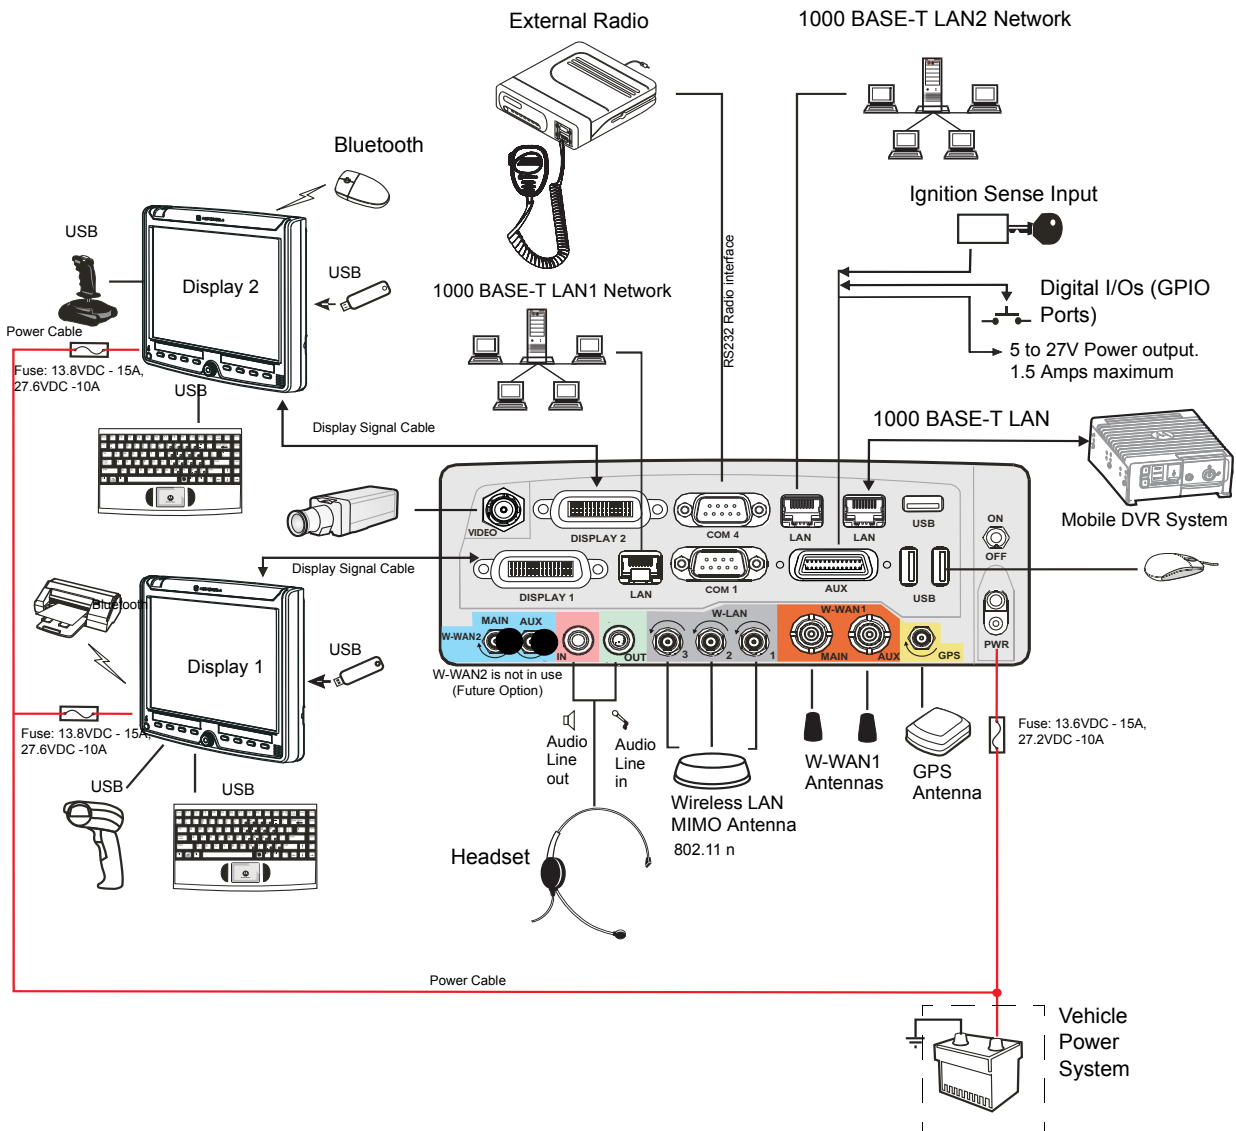 External Radio
1000 BASE-T LAN2 Network
Bluetooth
Ignition Sense Input
USB
Display 2
USB
RS232 Radio interface
1000 BASE-T LAN1 Network
Digital I/Os (GPIO
Ports)
Power Cable
5 to 27V Power output.
1.5 Amps maximum
Fuse: 13.8VDC - 15A,
27.6VDC -10A
USB
1000 BASE-T LAN
Display Signal Cable
Mobile DVR System
VIDEO
DISPLAY 2
COM 4
LAN
LAN
USB
ON
OFF
Display Signal Cable
DISPLAY 1
LAN
COM 1
AUX
USB
Bluetooth
MAIN
AUX
W-WAN2
IN
OUT
W-LAN
3
2
1
W-WAN1
MAIN
AUX
GPS
PWR
Display 1
USB
W-WAN2 is not in use
(Future Option)
Fuse: 13.8VDC - 15A,
27.6VDC -10A
Audio
Line
out
Audio
Line
in
W-WAN1
Antennas
GPS
Antenna
Fuse: 13.6VDC - 15A,
27.2VDC -10A
USB
USB
Wireless LAN
MIMO Antenna
802.11 n
Headset
Power Cable
Vehicle
Power
System